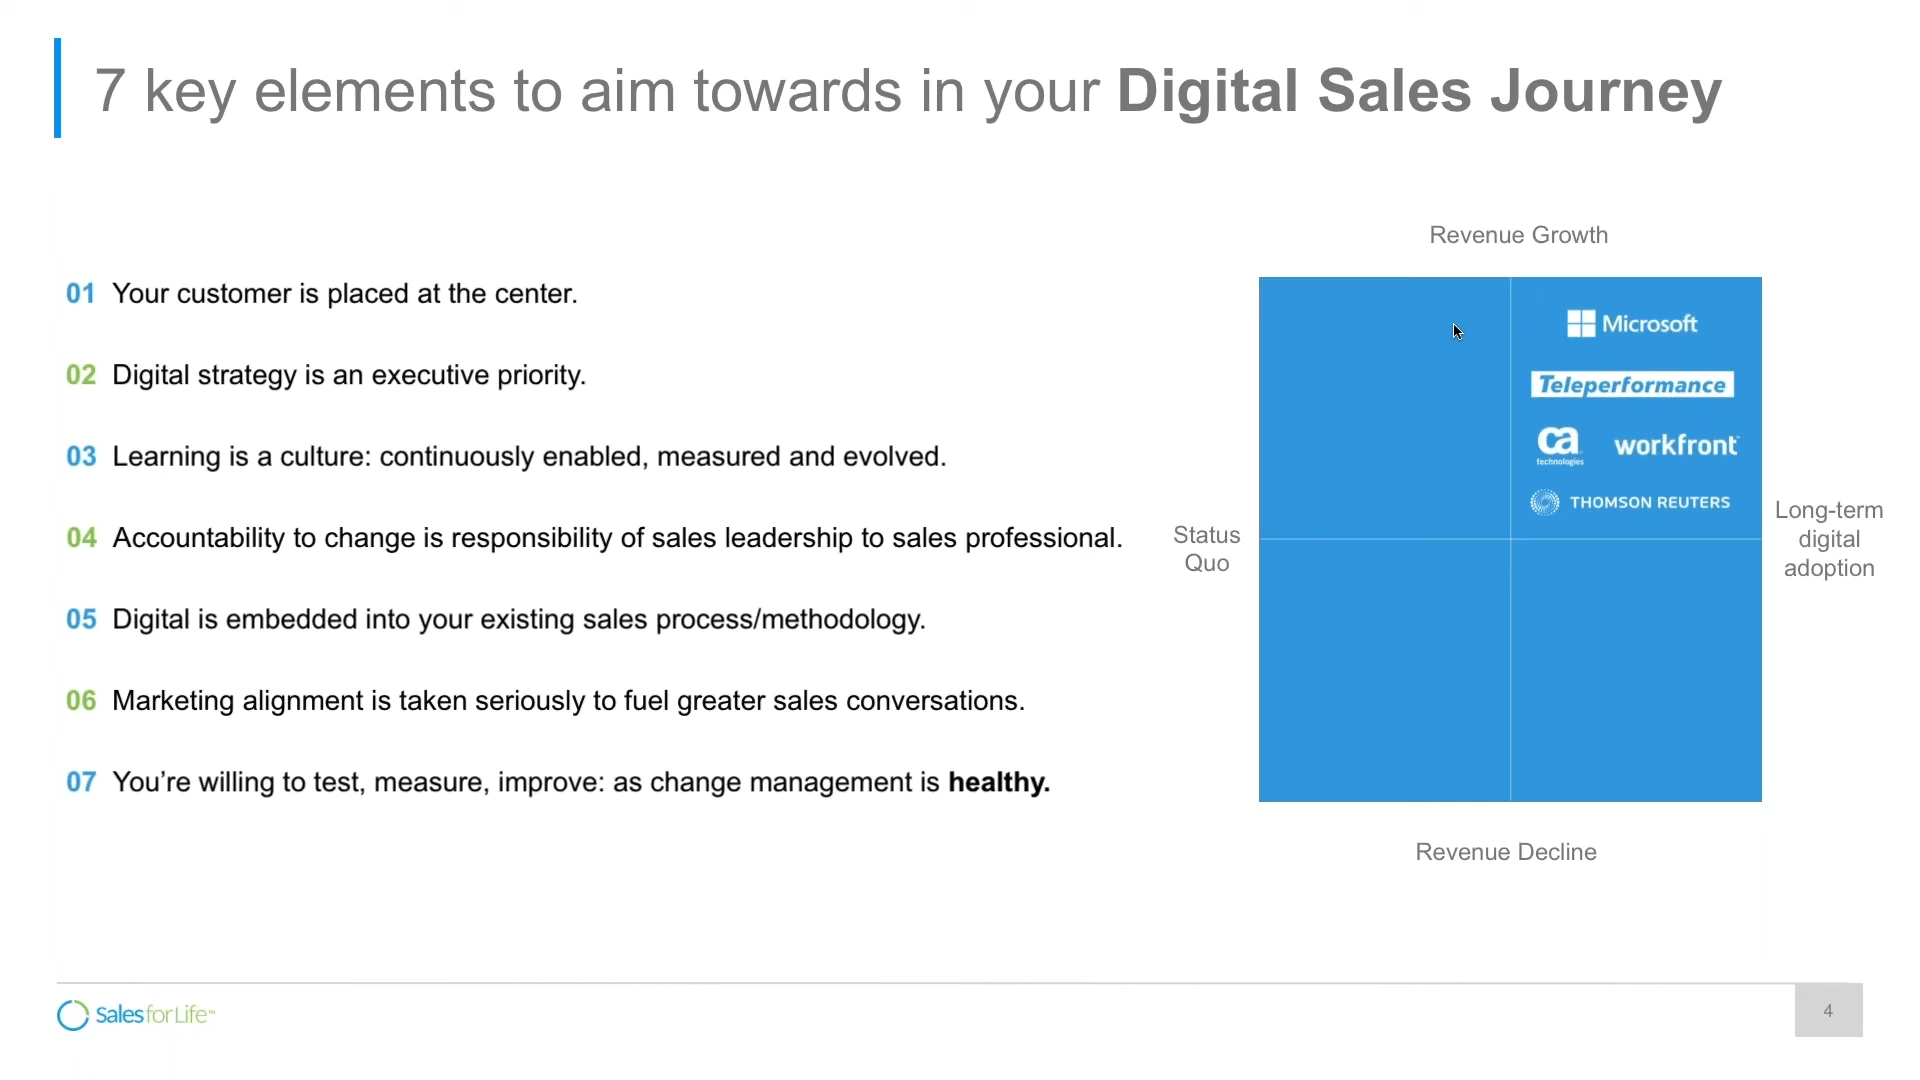 7 key elements to aim towards in your Digital Sales Journey
01 Your customer is placed at the center.
02 Digital strategy is an executive priority.
03 Learning is a culture: continuously enabled, measured and evolved.
04 Accountability to change is responsibility of sales leadership to sales professional.
05 Digital is embedded into your existing sales process/methodology.
06 Marketing alignment is taken seriously to fuel greater sales conversations.
07 You’re willing to test, measure, improve: as change management is healthy.
Revenue Growth
Microsoft
Teleperformance
ca
technologies
workfront
THOMSON REUTERS
Status
Quo
Long-term
digital
adoption
Revenue Decline
SalesforLife™
4